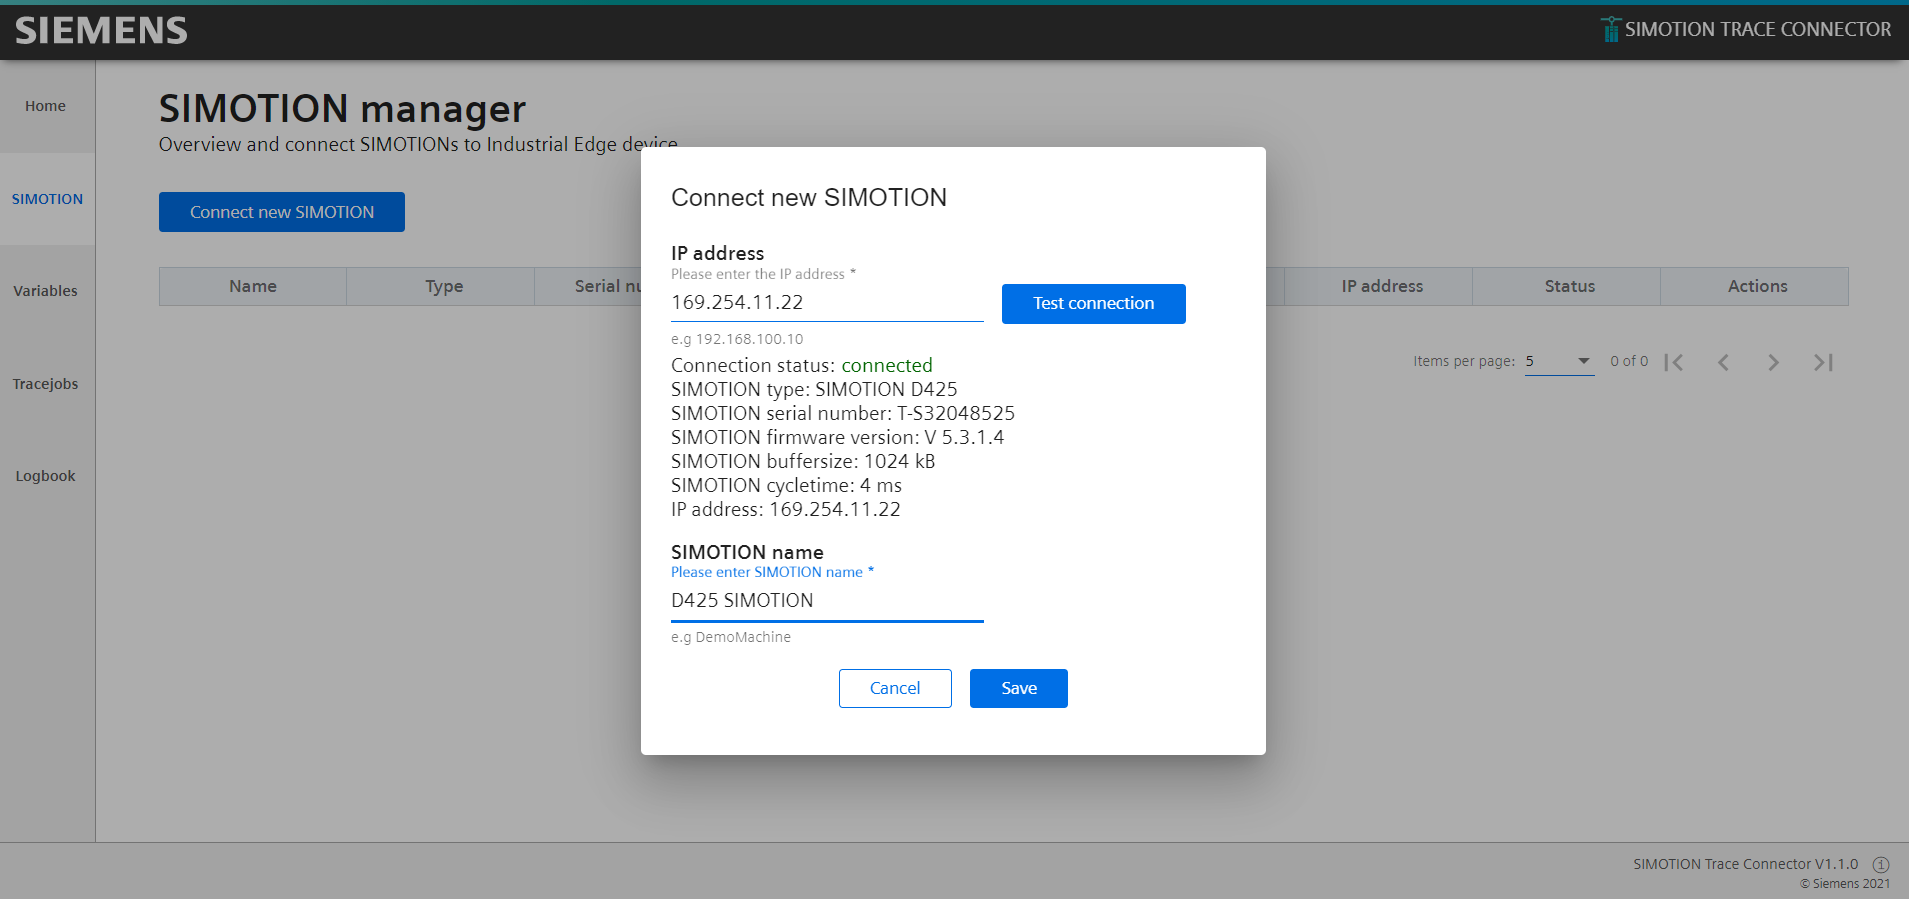 SIEMENS
SIMOTION TRACE CONNECTOR
Home
SIMOTION
Variables
Tracejobs
Logbook
SIMOTION manager
Overview and connect SIMOTIONs to Industrial Edge device
Connect new SIMOTION
Name Type Serial nu IP address Status Actions
Items per page: 5 0 of 0
Connect new SIMOTION
IP address
Please enter the IP address *
169.254.11.22
Test connection
e.g 192.168.100.10
Connection status: connected
SIMOTION type: SIMOTION D425
SIMOTION serial number: T-S32048525
SIMOTION firmware version: V 5.3.1.4
SIMOTION buffersize: 1024 kB
SIMOTION cycletime: 4 ms
IP address: 169.254.11.22
SIMOTION name
Please enter SIMOTION name *
D425 SIMOTION
e.g DemoMachine
Cancel Save
SIMOTION Trace Connector V1.1.0
© Siemens 2021